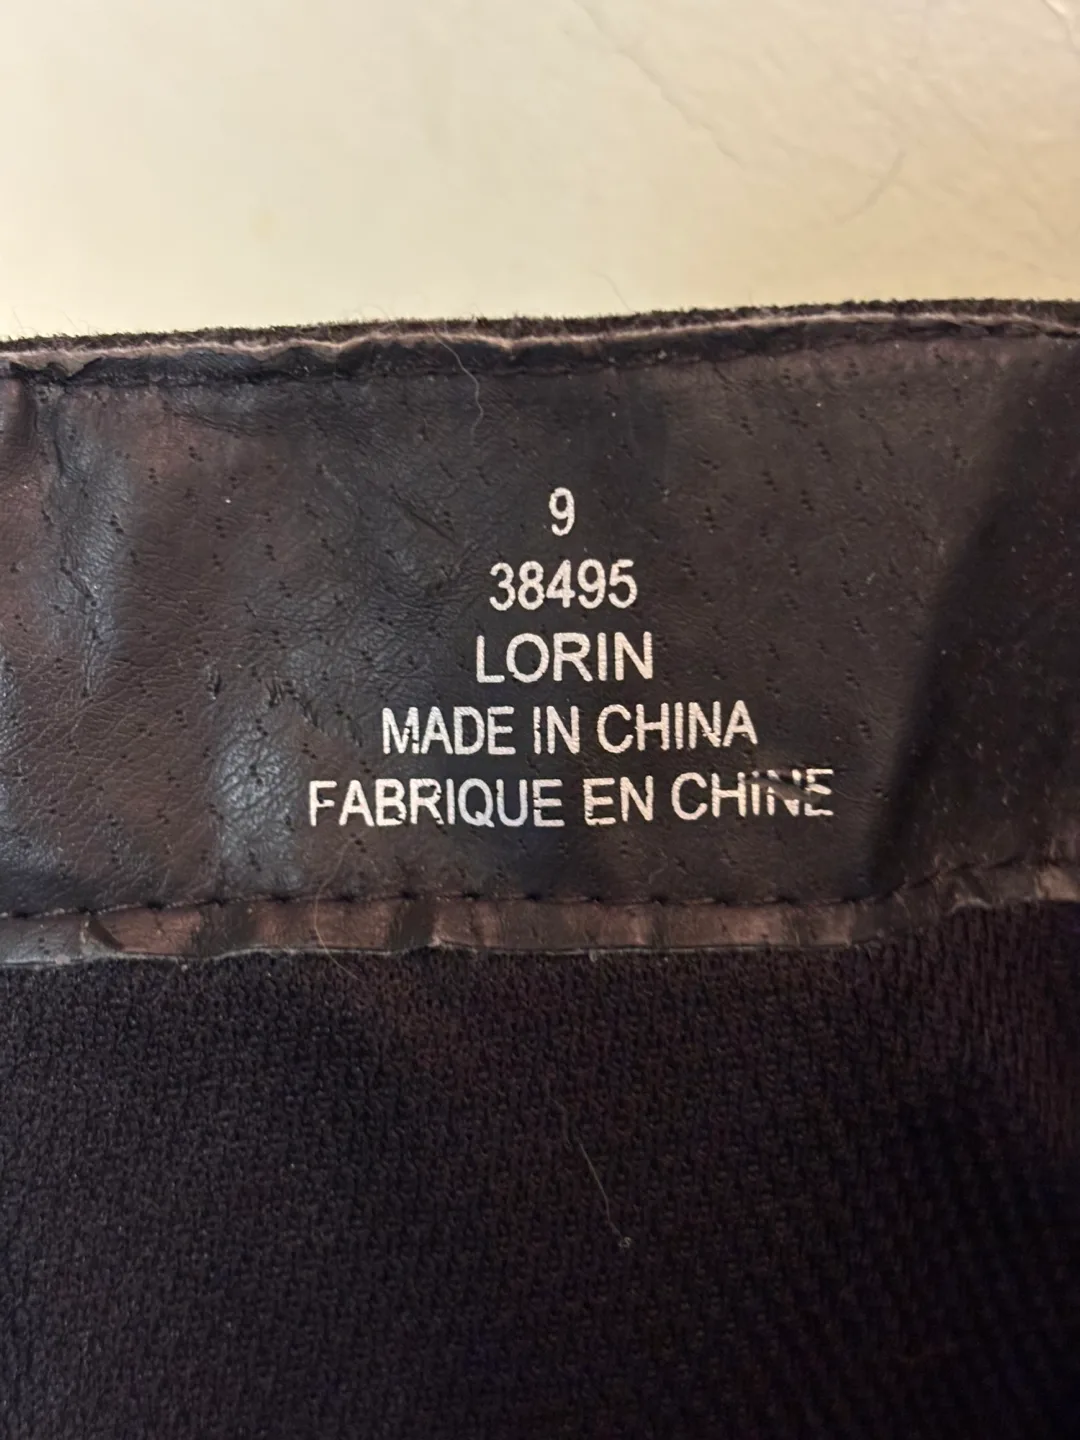 9
38495
LORIN
MADE IN CHINA
FABRIQUE EN CHINE